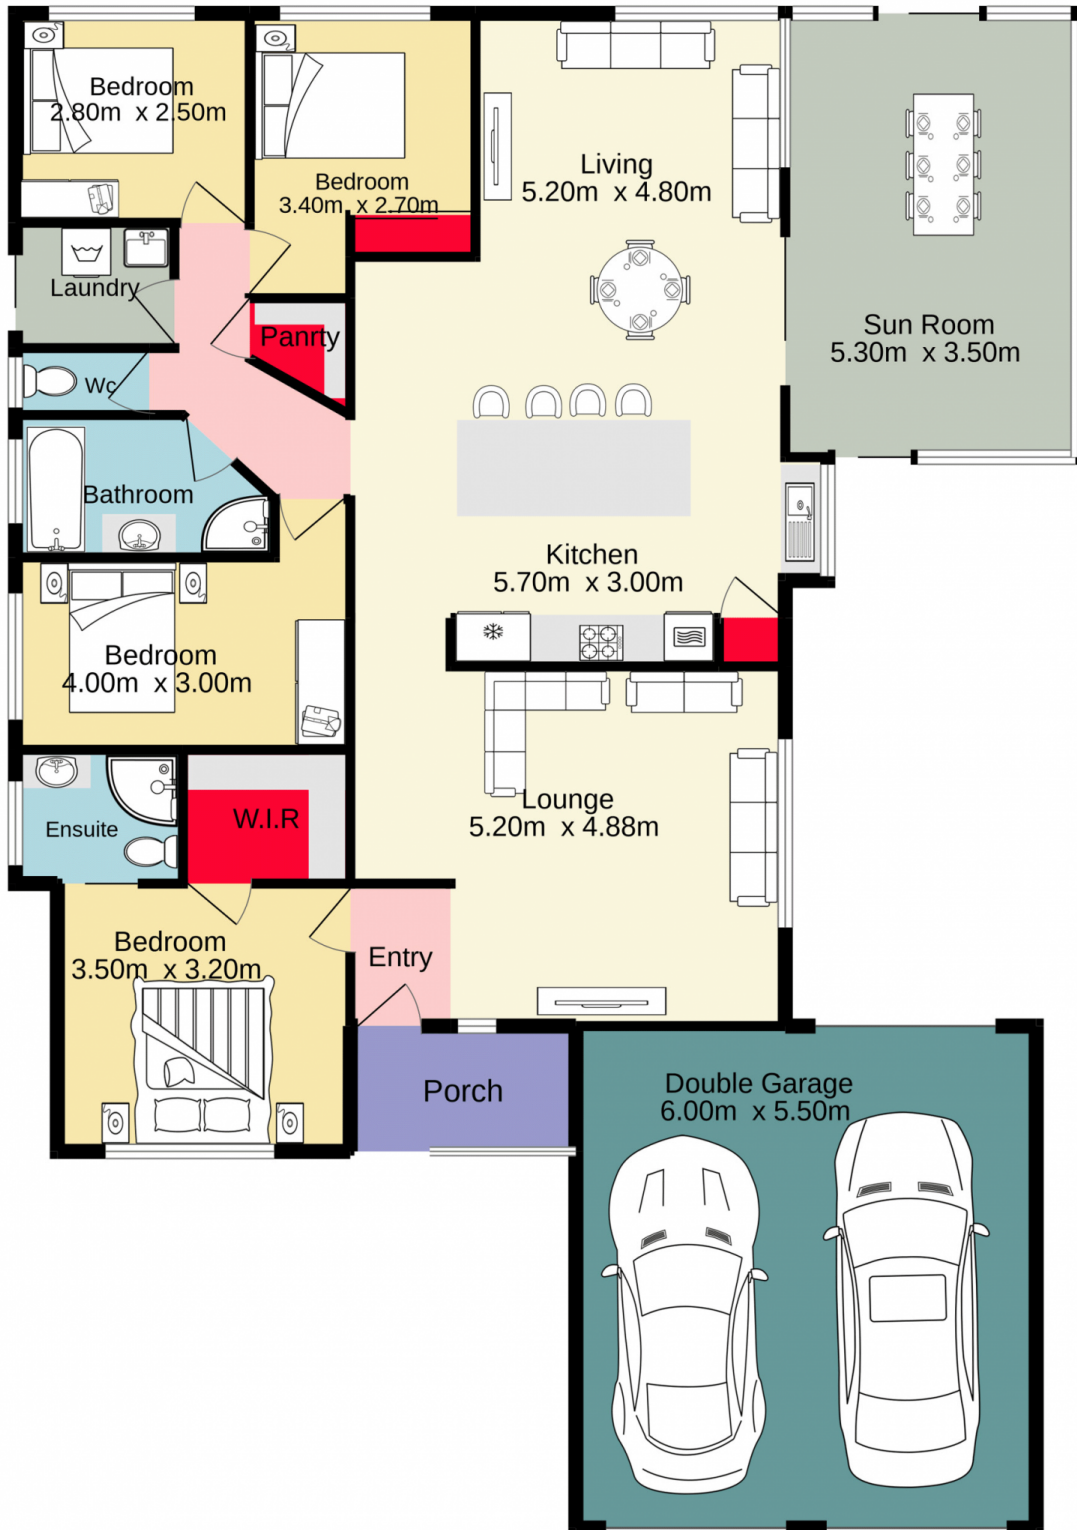 Bedroom
2.80m x 2.50m
Bedroom
3.40m x 2.70m
Living
5.20m x 4.80m
Laundry
Panrty
Sun Room
5.30m x 3.50m
Wc
Bathroom
Kitchen
5.70m x 3.00m
Bedroom
4.00m x 3.00m
Lounge
5.20m x 4.88m
W.I.R
Ensuite
Bedroom
3.50m x 3.20m
Entry
Porch
Double Garage
6.00m x 5.50m